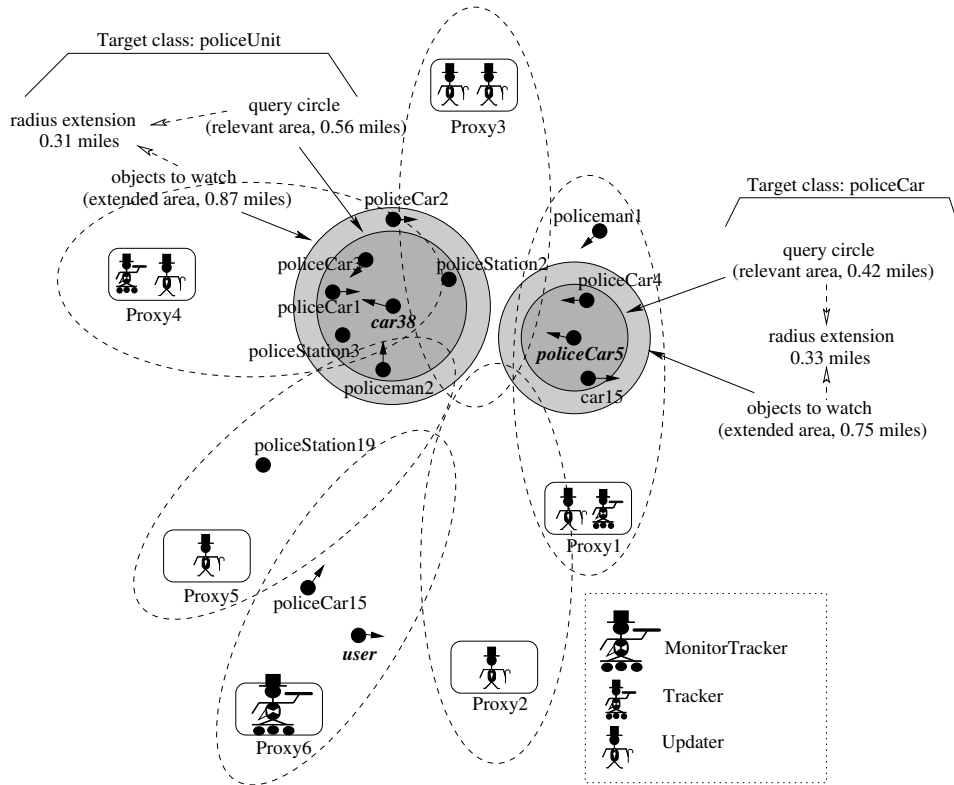 Target class: policeUnit
query circle
(relevant area, 0.56 miles)
radius extension
0.31 miles
objects to watch
(extended area, 0.87 miles)
Proxy3
policeCar2
policeCar3
policeStation2
policeCar1
car38
policeStation3
policeman2
Proxy4
policeman1
policeCar4
policeCar5
car15
Target class: policeCar
query circle
(relevant area, 0.42 miles)
radius extension
0.33 miles
objects to watch
(extended area, 0.75 miles)
policeStation19
Proxy5
Proxy1
policeCar15
user
Proxy2
Proxy6
MonitorTracker
Tracker
Updater